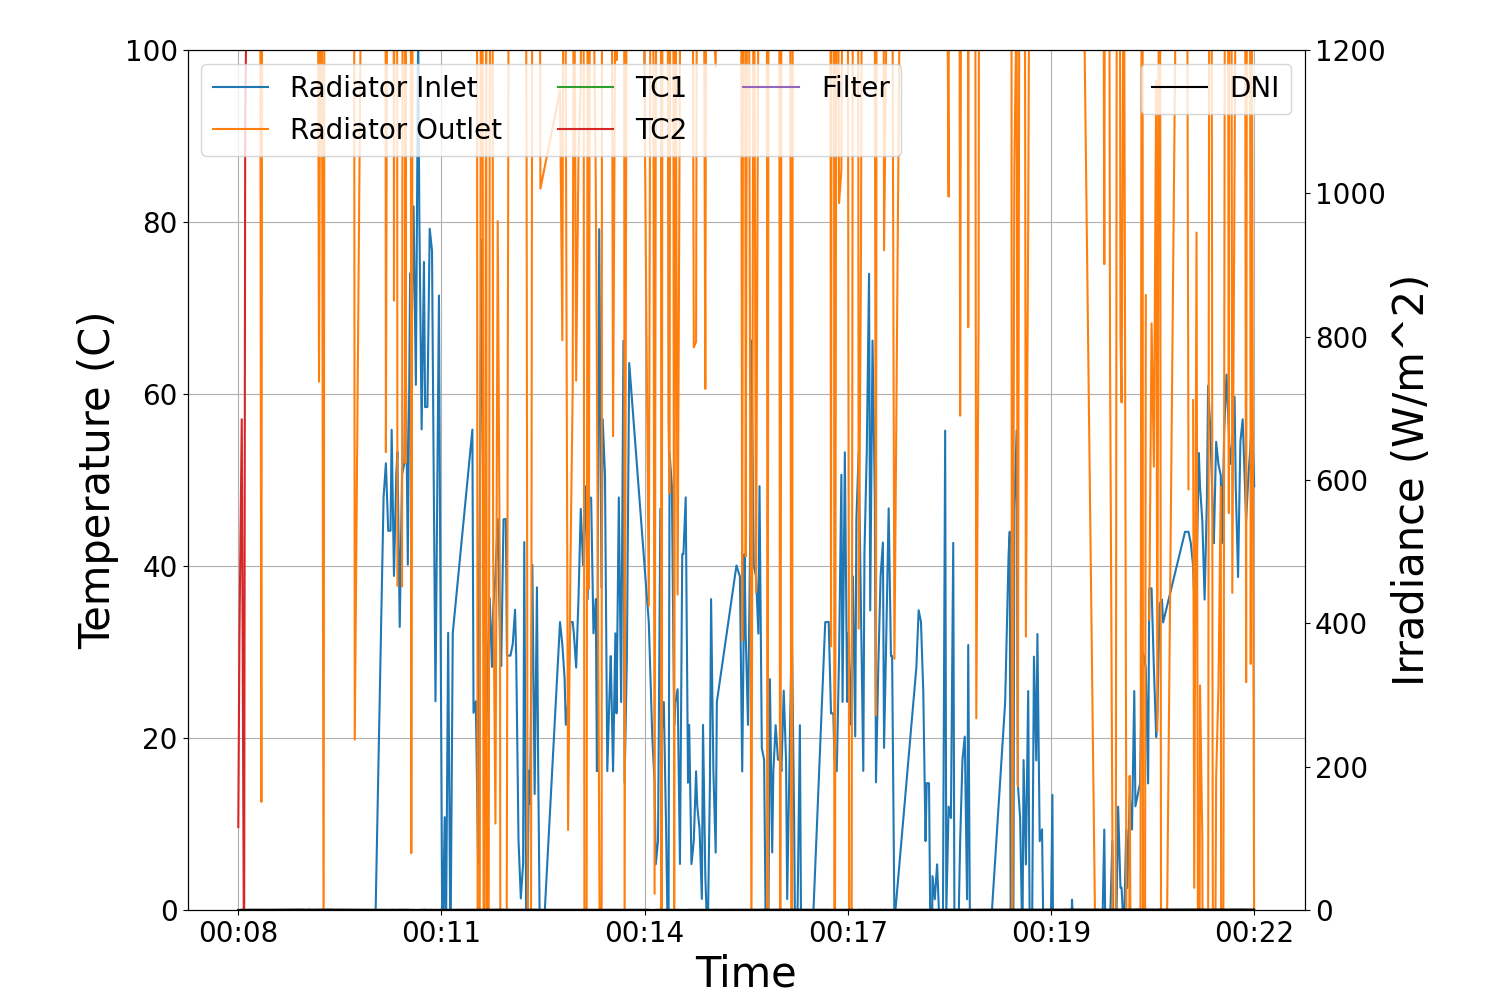 100
80
60
40
20
0
Temperature (C)
Radiator Inlet
Radiator Outlet
TC1
TC2
Filter
DNI
1200
1000
800
600
400
200
0
Irradiance (W/m^2)
00:08 00:11 00:14 00:17 00:19 00:22
Time